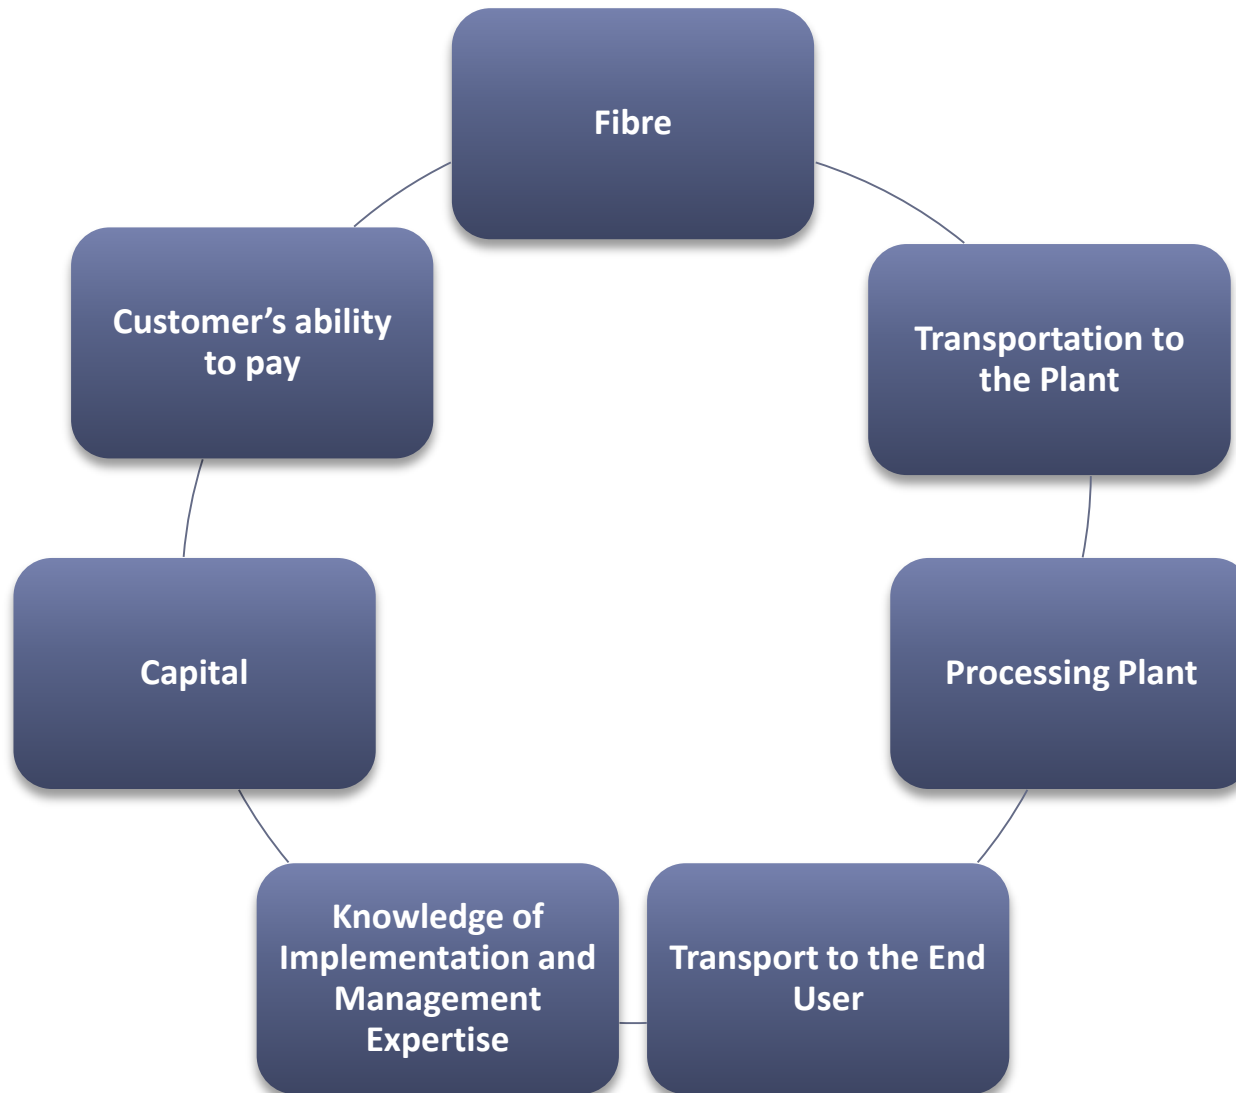 Fibre
Transportation to
the Plant
Processing Plant
Transport to the End
User
Knowledge of
Implementation and
Management
Expertise
Capital
Customer’s ability
to pay